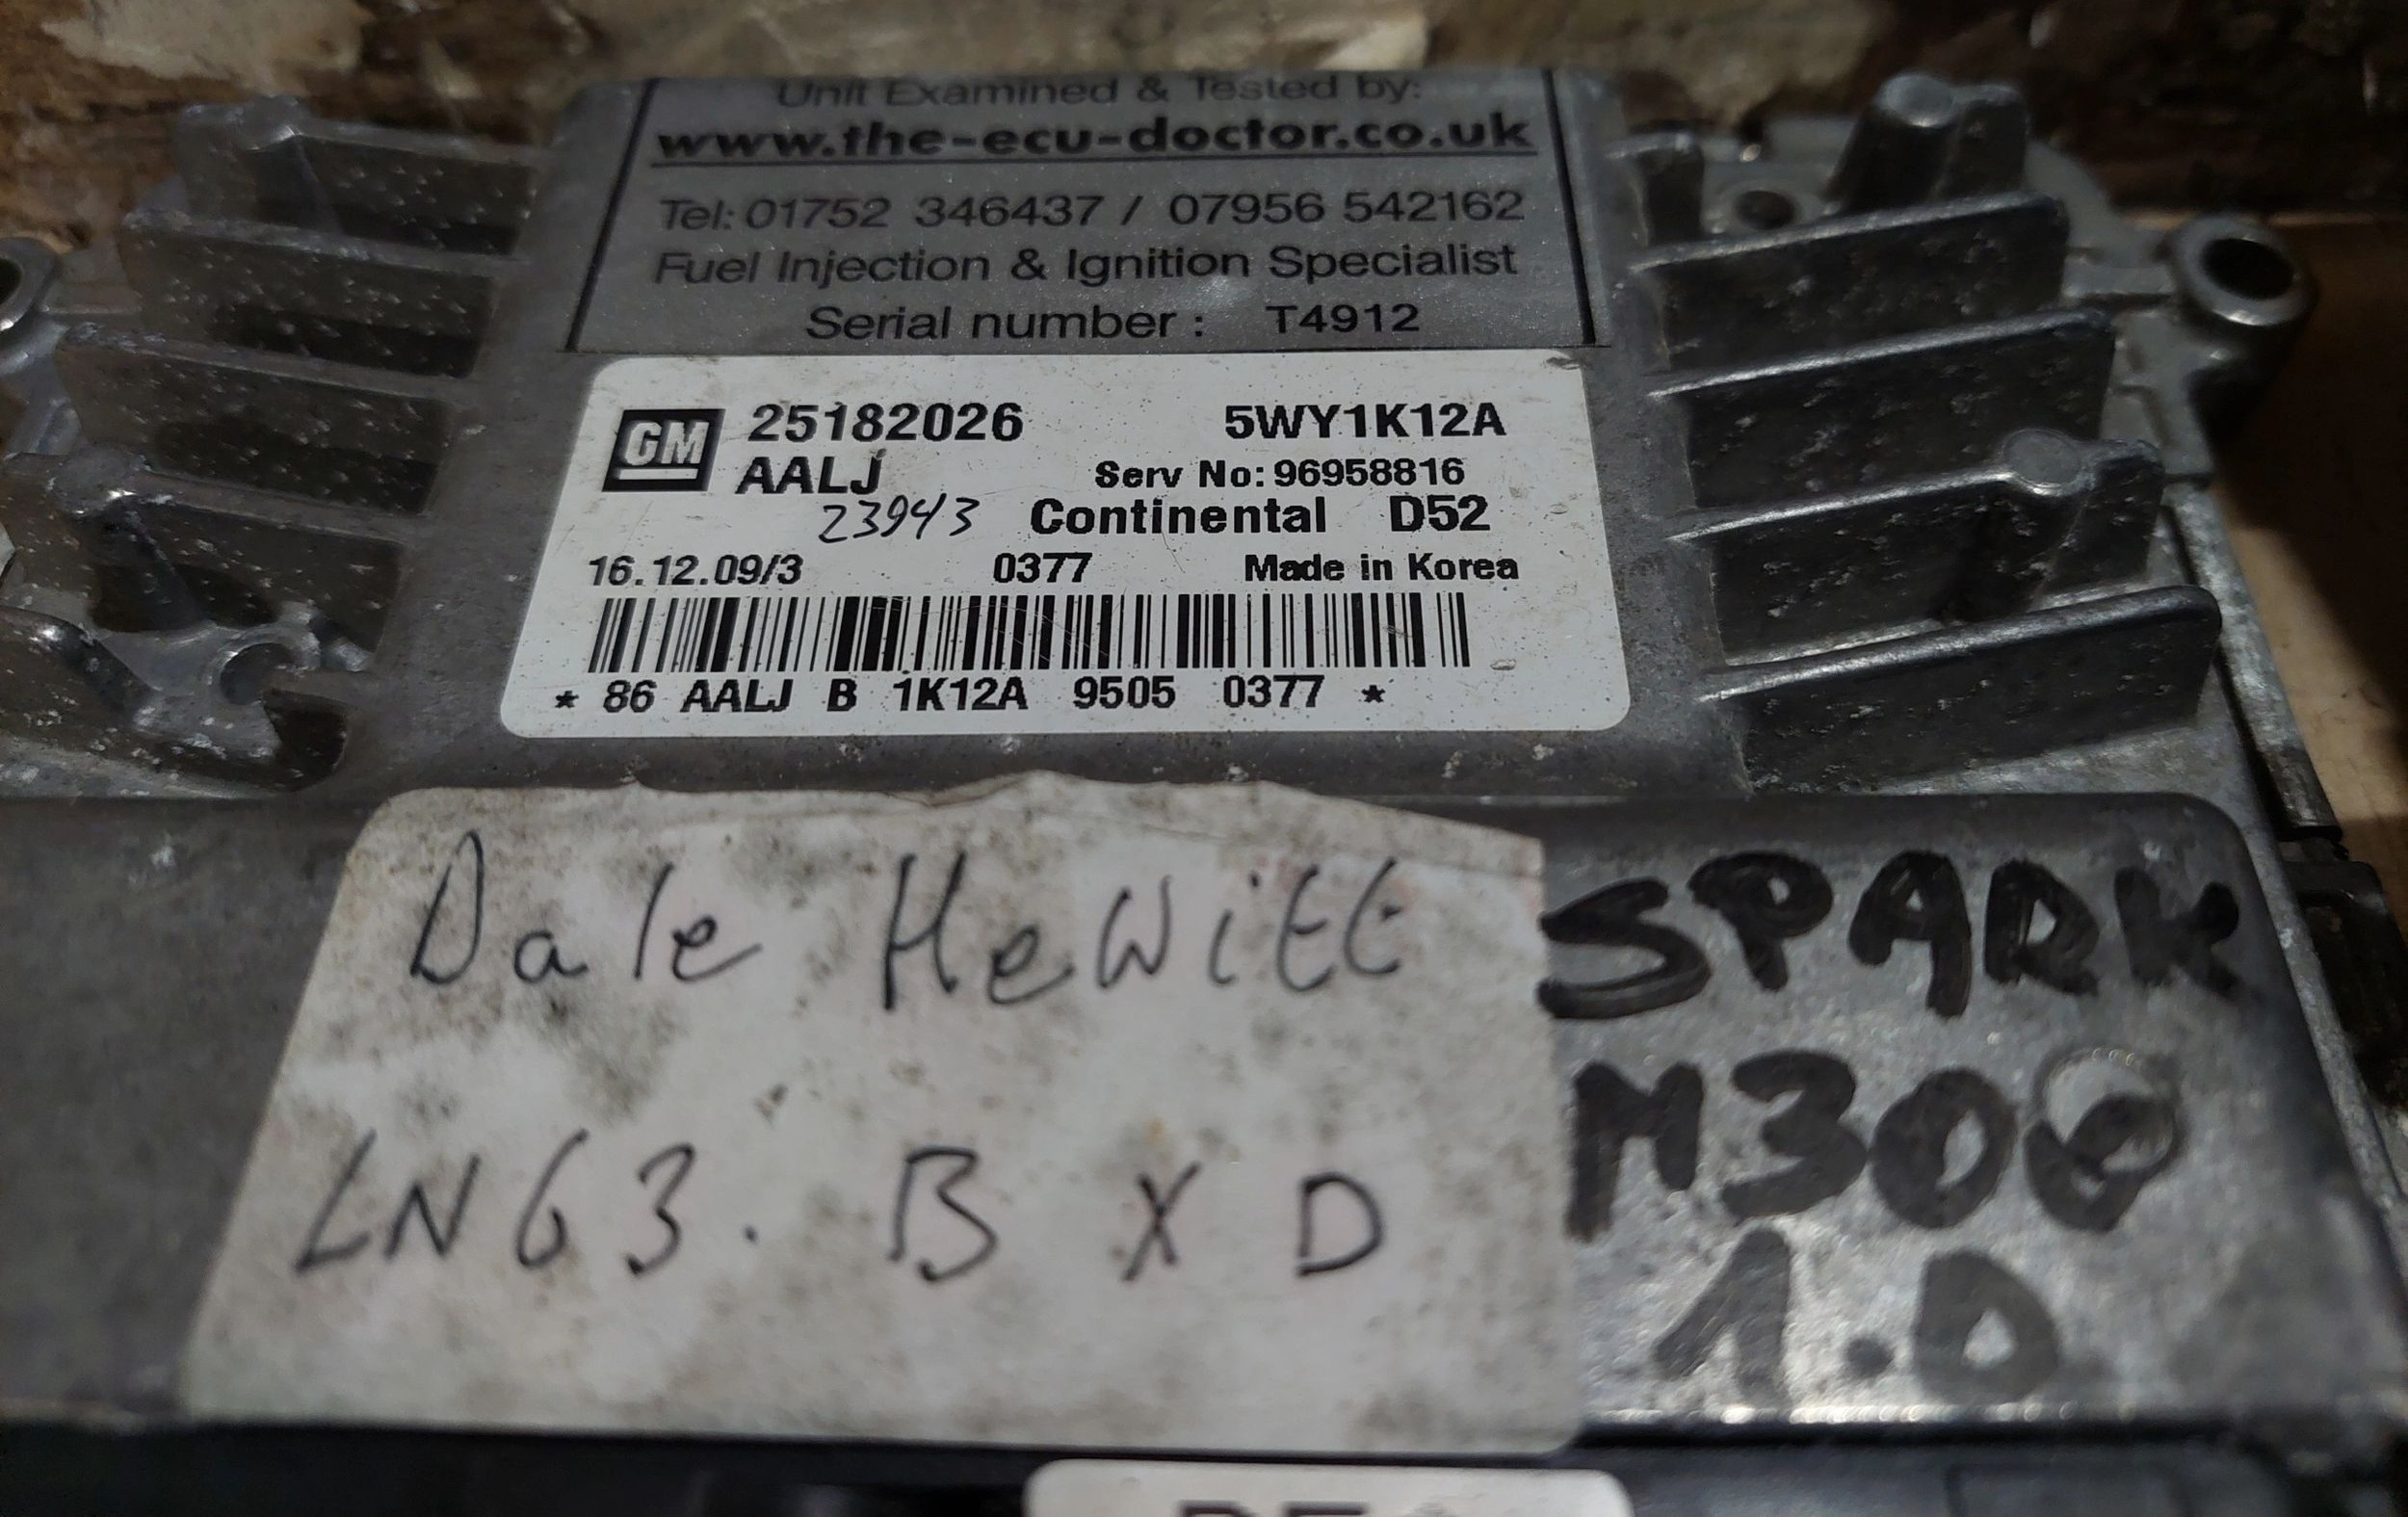 Unit Examined & Tested by:
www.the-ecu-doctor.co.uk
Tel: 01752 346437 / 07956 542162
Fuel Injection & Ignition Specialist
Serial number : T4912
GM 25182026 5WY1K12A
AALJ Serv No: 96958816
23943 Continental D52
16.12.09/3 0377 Made in Korea
* 86 AALJ B 1K12A 9505 0377 *
Dale Hewitt
LN63. B X D
SPARK
M300
1.0